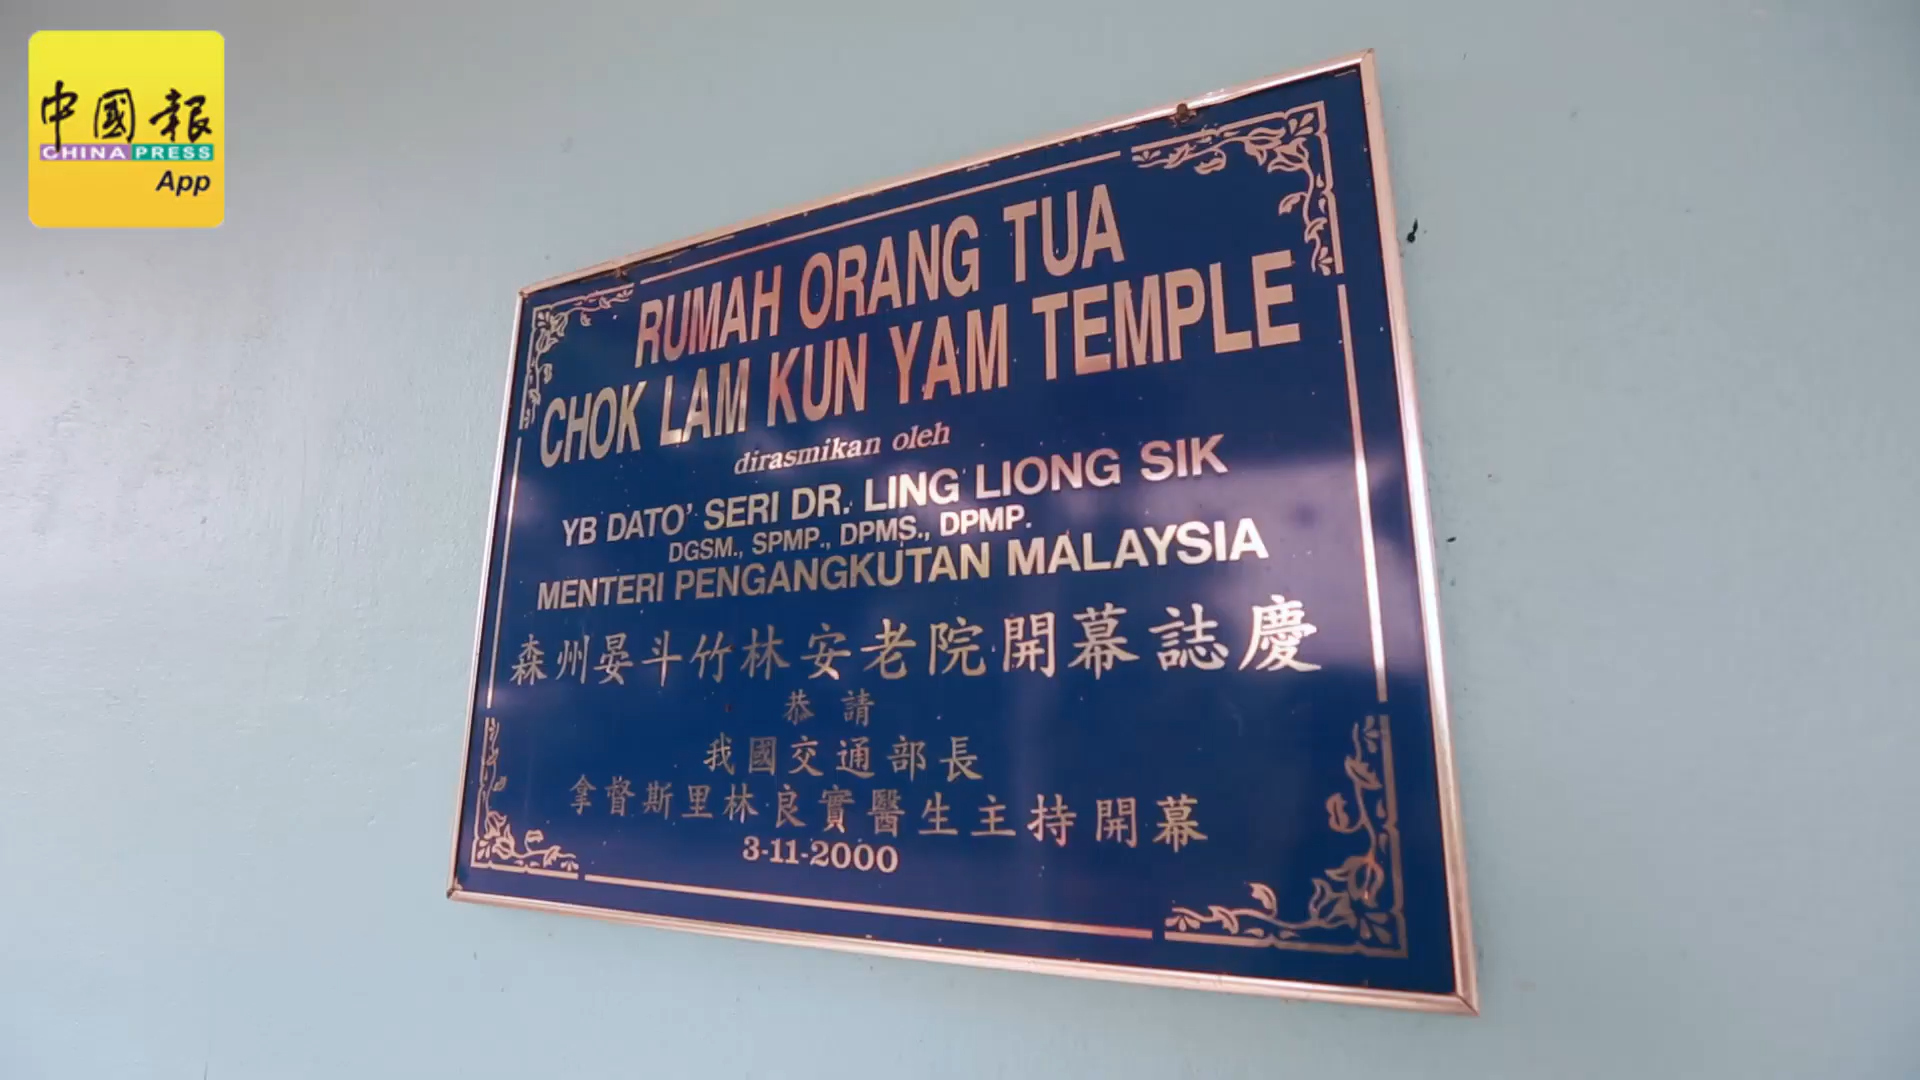 中國報
CHINA PRESS
App
RUMAH ORANG TUA
CHOK LAM KUN YAM TEMPLE
dirasmikan oleh
YB DATO' SERI DR. LING LIONG SIK
DGSM., SPMP., DPMS., DPMP.
MENTERI PENGANGKUTAN MALAYSIA
森州晏斗竹林安老院開幕誌慶
恭請
我國交通部長
拿督斯里林良實醫生主持開幕
3-11-2000